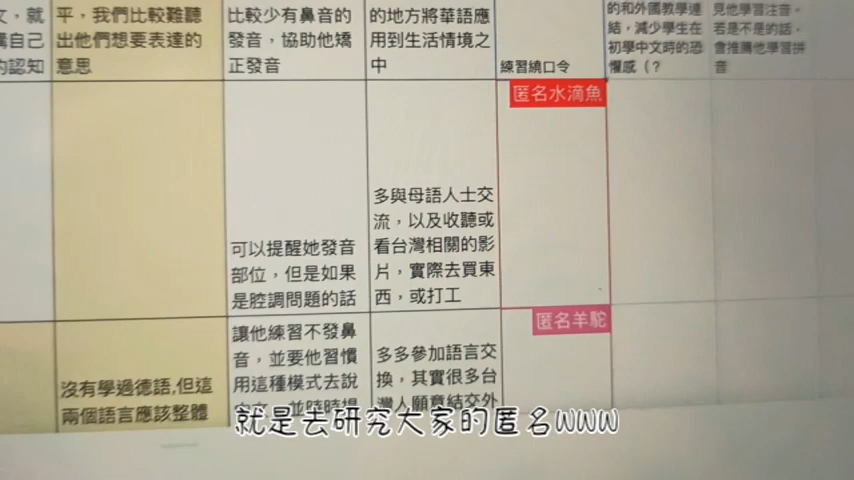 文，就
講自己
的認知
平，我們比較難聽
出他們想要表達的
意思
比較少有鼻音的
發音，協助他矯
正發音
的地方將華語應
用到生活情境之
中
練習繞口令
的和外國教學連
結，減少學生在
初學中文時的恐
懼感（？
見他學習注音。
若是不是的話，
會推薦他學習拼
音
匿名水滴魚
可以提醒她發音
部位，但是如果
是腔調問題的話
多與母語人士交
流，以及收聽或
看台灣相關的影
片，實際去買東
西，或打工
匿名羊駝
沒有學過德語,但這
兩個語言應該整體
讓他練習不發鼻
音，並要他習慣
用這種模式去說
多多參加語言交
換，其實很多台
灣人願意結交外
就是去研究大家的匿名WWW